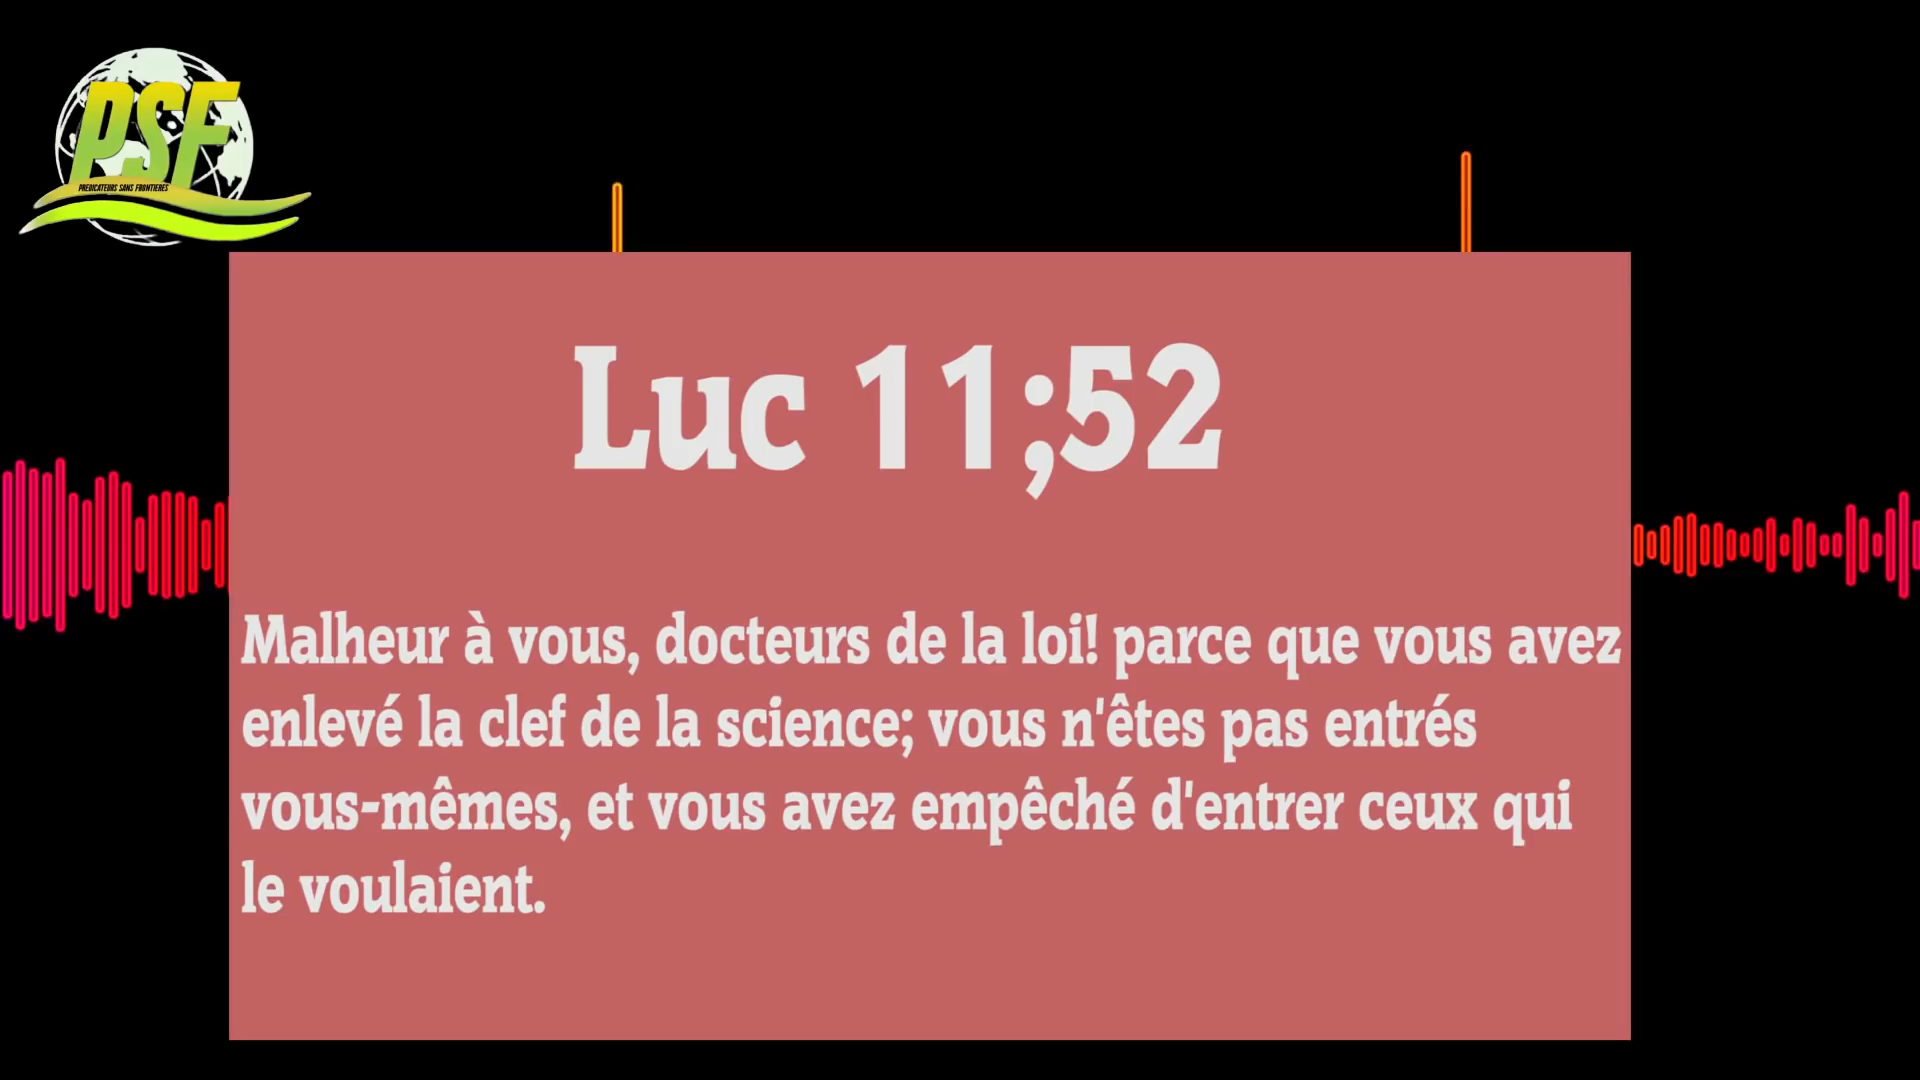 PSF
PREDICATEURS SANS FRONTIERES
Luc 11;52
Malheur à vous, docteurs de la loi! parce que vous avez
enlevé la clef de la science; vous n'êtes pas entrés
vous-mêmes, et vous avez empêché d'entrer ceux qui
le voulaient.